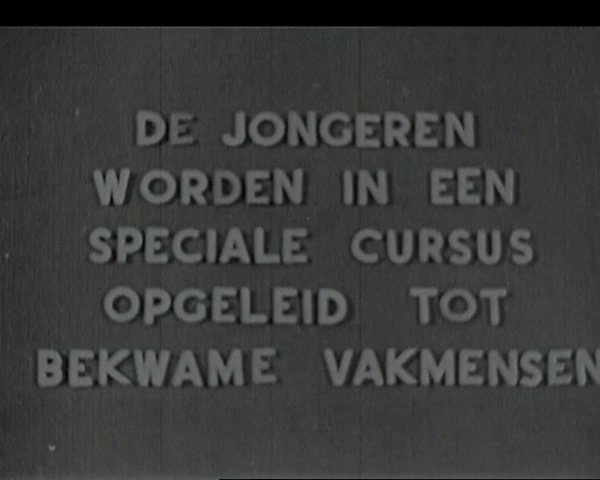 DE JONGEREN
WORDEN IN EEN
SPECIALE CURSUS
OPGELEID TOT
BEKWAME VAKMENSEN